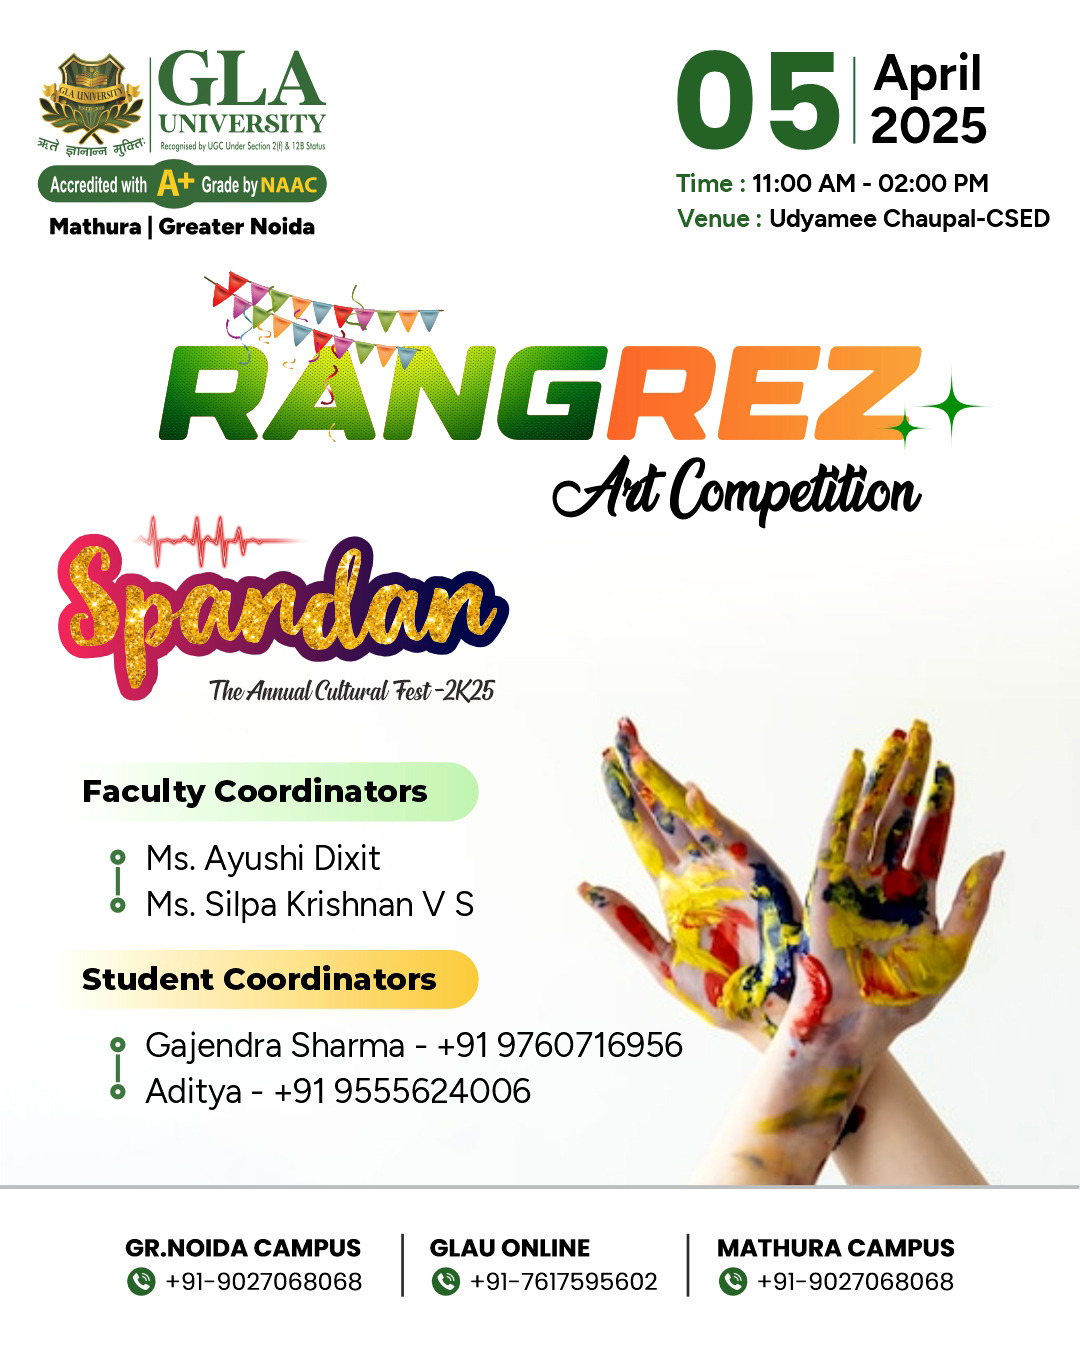 GLA UNIVERSITY
ऋते ज्ञानान्न मुक्तिः
GLA
UNIVERSITY
Recognised by UGC Under Section 2(f) & 12B Status
Accredited with A+ Grade by NAAC
Mathura | Greater Noida
05 April
2025
Time : 11:00 AM - 02:00 PM
Venue : Udyamee Chaupal-CSED
RANGREZ
Art Competition
Spandan
The Annual Cultural Fest -2K25
Faculty Coordinators
Ms. Ayushi Dixit
Ms. Silpa Krishnan V S
Student Coordinators
Gajendra Sharma - +91 9760716956
Aditya - +91 9555624006
GR.NOIDA CAMPUS
+91-9027068068
GLAU ONLINE
+91-7617595602
MATHURA CAMPUS
+91-9027068068